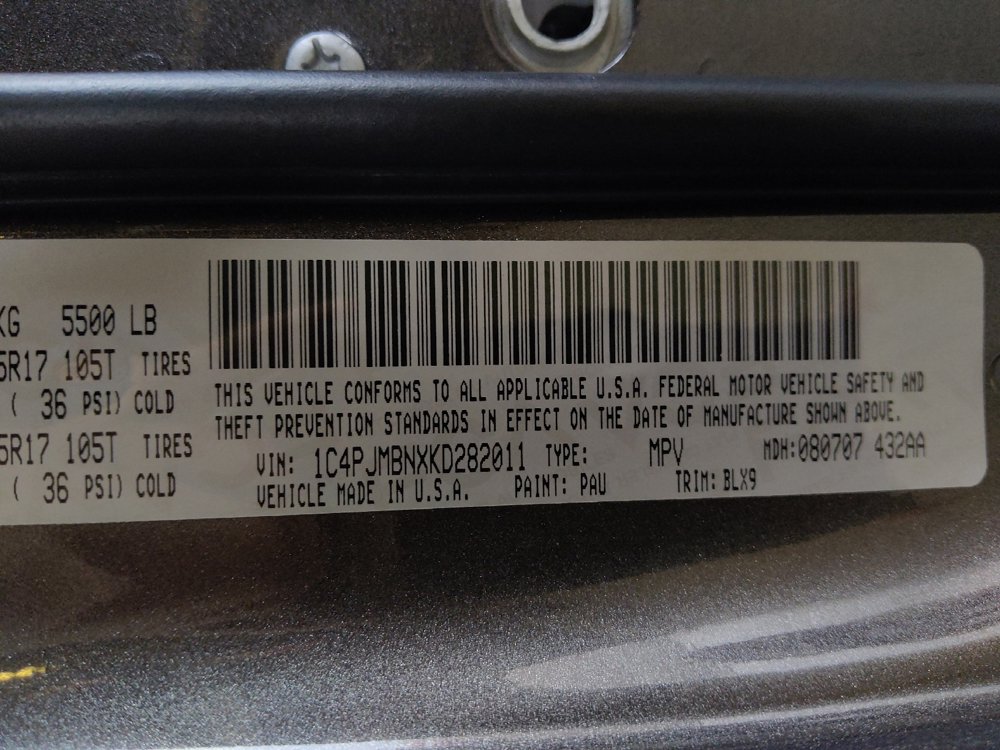 KG 5500 LB
5R17 105T TIRES
( 36 PSI) COLD
5R17 105T TIRES
( 36 PSI) COLD
THIS VEHICLE CONFORMS TO ALL APPLICABLE U.S.A. FEDERAL MOTOR VEHICLE SAFETY AND
THEFT PREVENTION STANDARDS IN EFFECT ON THE DATE OF MANUFACTURE SHOWN ABOVE.
VIN: 1C4PJMBNXKD282011 TYPE: MPV MDH:080707 432AA
VEHICLE MADE IN U.S.A. PAINT: PAU TRIM: BLX9